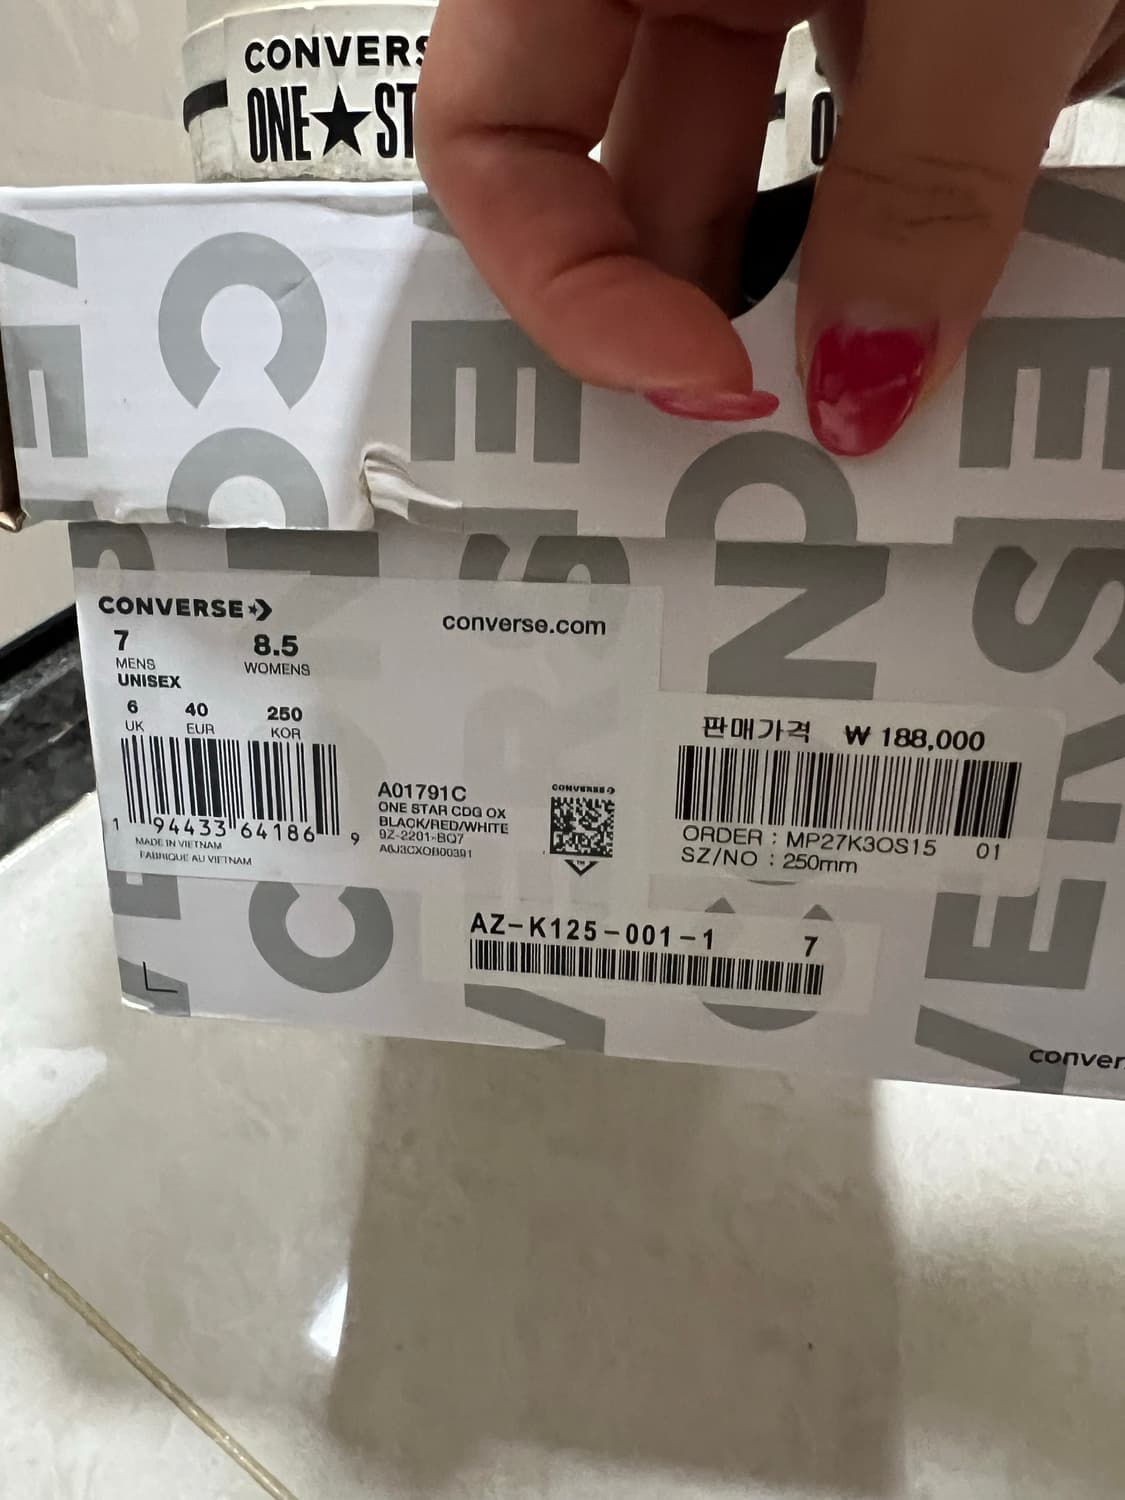 CONVERS
ONE★ST
CONVERSE
converse.com
7 8.5
MENS WOMENS
UNISEX
6 40 250
UK EUR KOR
1 94433 64186 9
MADE IN VIETNAM
FABRIQUE AU VIETNAM
A01791C
ONE STAR CDG OX
BLACK/RED/WHITE
9Z-2201-BQ7
CONVERSE
판매가격 ₩ 188,000
ORDER : MP27K3OS15 01
SZ/NO : 250mm
AZ-K125-001-1 7
conver